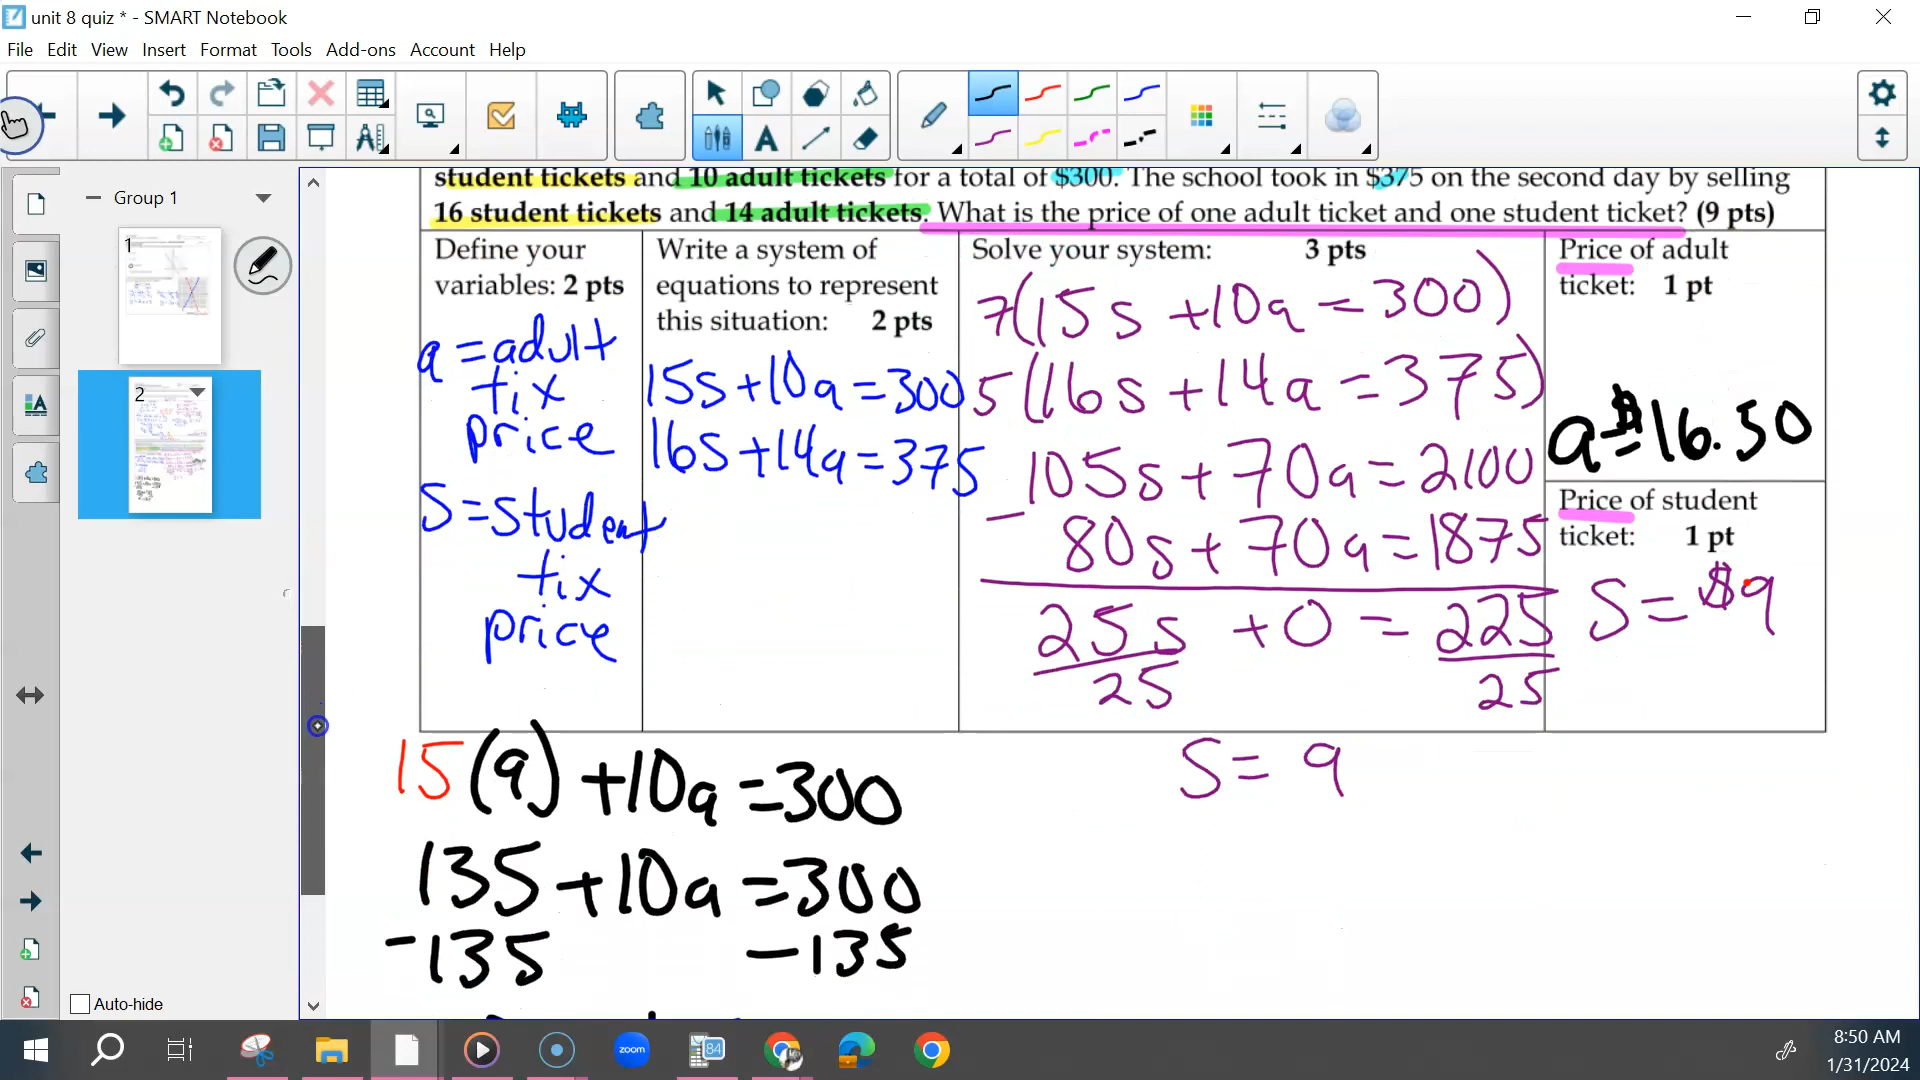 unit 8 quiz * - SMART Notebook
File Edit View Insert Format Tools Add-ons Account Help
Group 1
1
2
Auto-hide
student tickets and 10 adult tickets for a total of $300. The school took in $375 on the second day by selling
16 student tickets and 14 adult tickets. What is the price of one adult ticket and one student ticket? (9 pts)
Define your
variables: 2 pts
a = adult
tix
price
S = student
tix
price
Write a system of
equations to represent
this situation: 2 pts
15s + 10a = 300
16s + 14a = 375
Solve your system: 3 pts
7(15s + 10a = 300)
5(16s + 14a = 375)
105s + 70a = 2100
- 80s + 70a = 1875
25s + 0 = 225
25 25
S = 9
Price of adult
ticket: 1 pt
a = $16.50
Price of student
ticket: 1 pt
S = $9
15(9) + 10a = 300
135 + 10a = 300
-135 -135
zoom
84
8:50 AM
1/31/2024